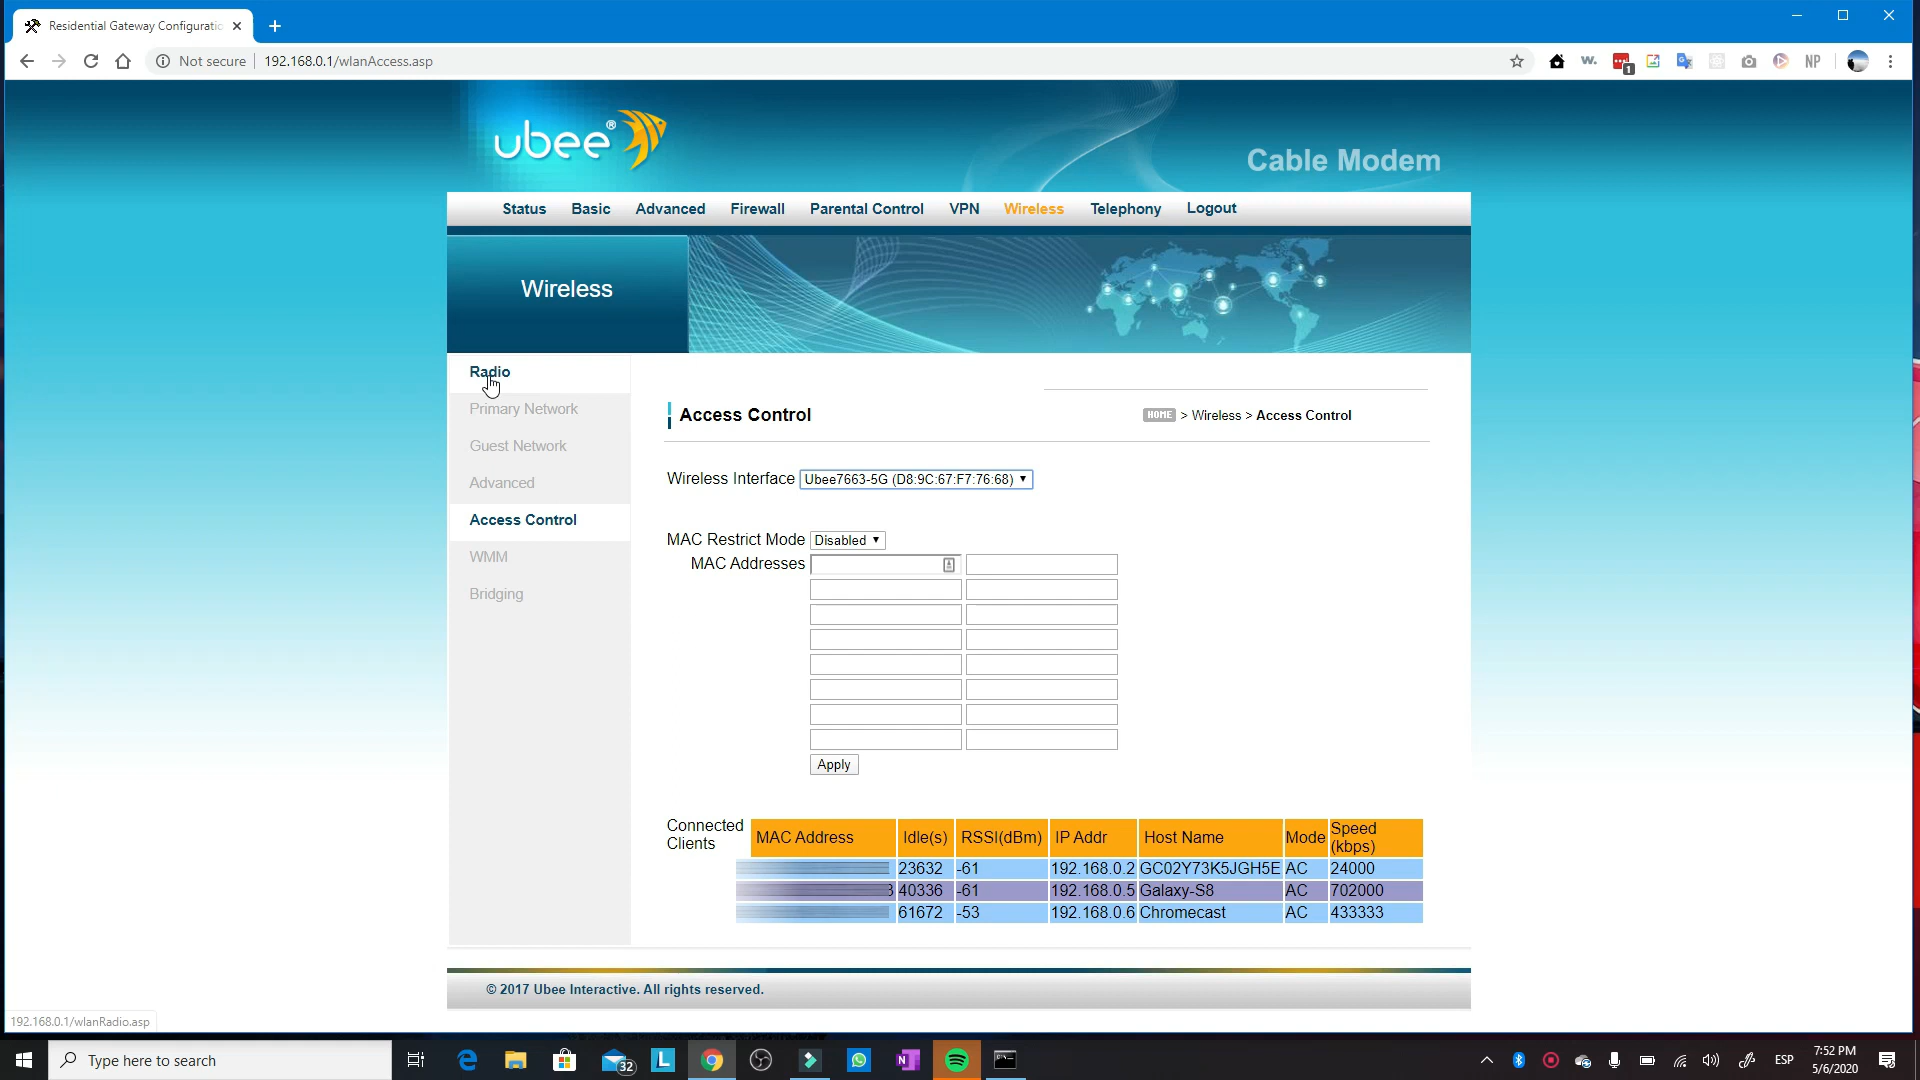 Residential Gateway Configuratio
Not secure | 192.168.0.1/wlanAccess.asp
w.
1
NP
ubee®
Cable Modem
Status Basic Advanced Firewall Parental Control VPN Wireless Telephony Logout
Wireless
Radio
Primary Network
Guest Network
Advanced
Access Control
WMM
Bridging
Access Control
HOME > Wireless > Access Control
Wireless Interface Ubee7663-5G (D8:9C:67:F7:76:68)
MAC Restrict Mode Disabled
MAC Addresses
Apply
Connected Clients
MAC Address Idle(s) RSSI(dBm) IP Addr Host Name Mode Speed (kbps)
23632 -61 192.168.0.2 GC02Y73K5JGH5E AC 24000
3 40336 -61 192.168.0.5 Galaxy-S8 AC 702000
61672 -53 192.168.0.6 Chromecast AC 433333
© 2017 Ubee Interactive. All rights reserved.
192.168.0.1/wlanRadio.asp
Type here to search
32
L
N
ESP
7:52 PM
5/6/2020